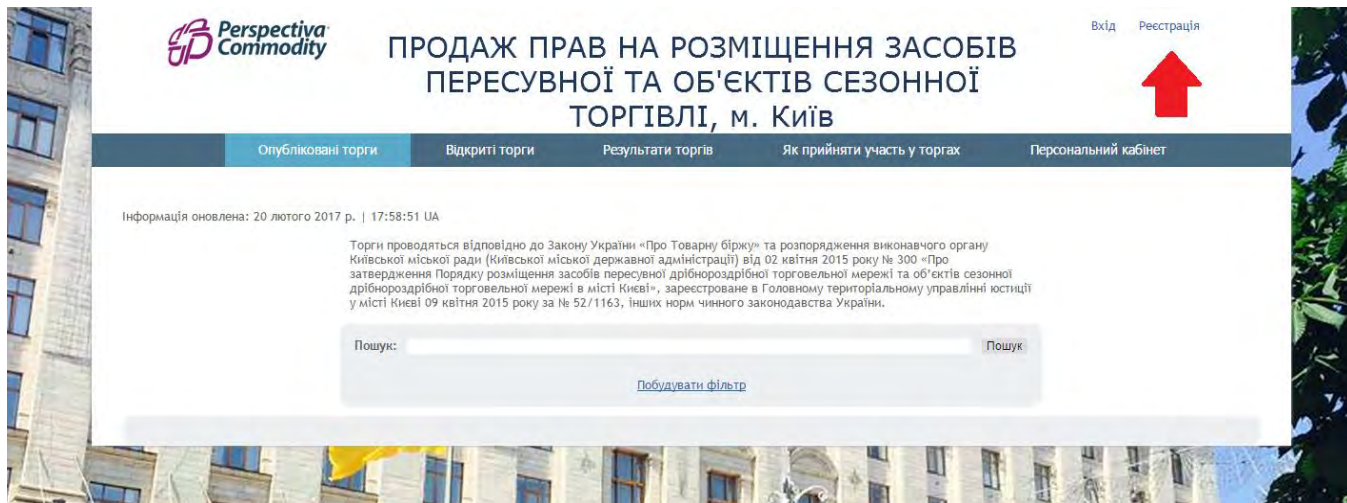 Perspectiva
Commodity
Вхід Реєстрація
ПРОДАЖ ПРАВ НА РОЗМІЩЕННЯ ЗАСОБІВ
ПЕРЕСУВНОЇ ТА ОБ'ЄКТІВ СЕЗОННОЇ
ТОРГІВЛІ, м. Київ
Опубліковані торги Відкриті торги Результати торгів Як прийняти участь у торгах Персональний кабінет
Інформація оновлена: 20 лютого 2017 р. | 17:58:51 UA
Торги проводяться відповідно до Закону України «Про Товарну біржу» та розпорядження виконавчого органу
Київської міської ради (Київської міської державної адміністрації) від 02 квітня 2015 року № 300 «Про
затвердження Порядку розміщення засобів пересувної дрібнороздрібної торговельної мережі та об’єктів сезонної
дрібнороздрібної торговельної мережі в місті Києві», зареєстроване в Головному територіальному управлінні юстиції
у місті Києві 09 квітня 2015 року за № 52/1163, інших норм чинного законодавства України.
Пошук: Пошук
Побудувати фільтр